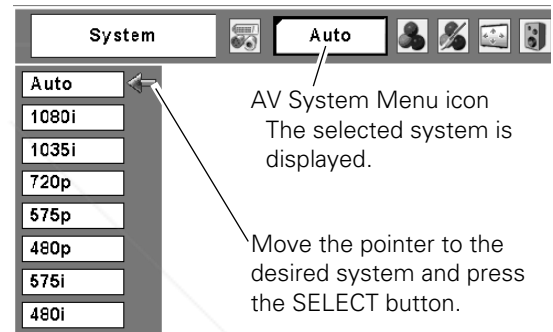 System
Auto
Auto
1080i
1035i
720p
575p
480p
575i
480i
AV System Menu icon
The selected system is
displayed.
Move the pointer to the
desired system and press
the SELECT button.